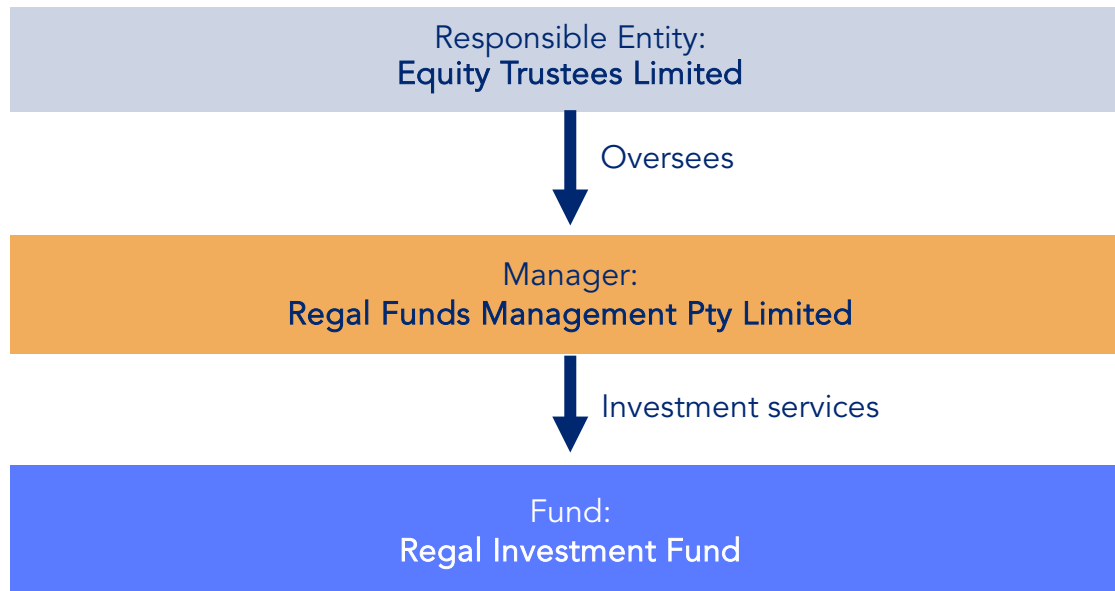 Responsible Entity:
Equity Trustees Limited
Oversees
Manager:
Regal Funds Management Pty Limited
Investment services
Fund:
Regal Investment Fund